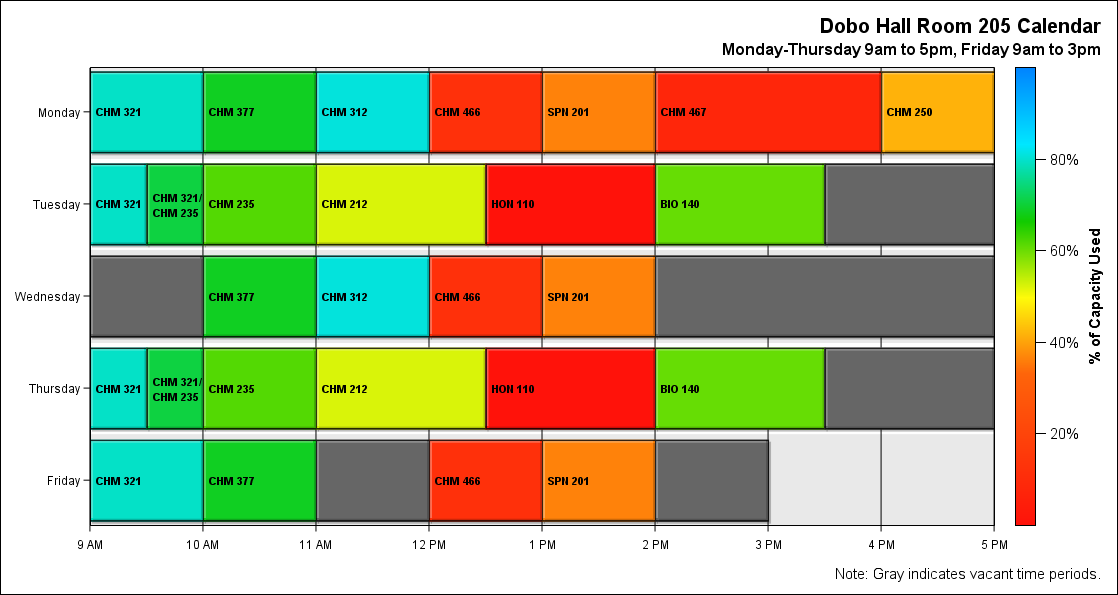 Dobo Hall Room 205 Calendar
Monday-Thursday 9am to 5pm, Friday 9am to 3pm
Monday
CHM 321
CHM 377
CHM 312
CHM 466
SPN 201
CHM 467
CHM 250
Tuesday
CHM 321
CHM 321/
CHM 235
CHM 235
CHM 212
HON 110
BIO 140
Wednesday
CHM 377
CHM 312
CHM 466
SPN 201
Thursday
CHM 321
CHM 321/
CHM 235
CHM 235
CHM 212
HON 110
BIO 140
Friday
CHM 321
CHM 377
CHM 466
SPN 201
9 AM
10 AM
11 AM
12 PM
1 PM
2 PM
3 PM
4 PM
5 PM
80%
60%
40%
20%
% of Capacity Used
Note: Gray indicates vacant time periods.